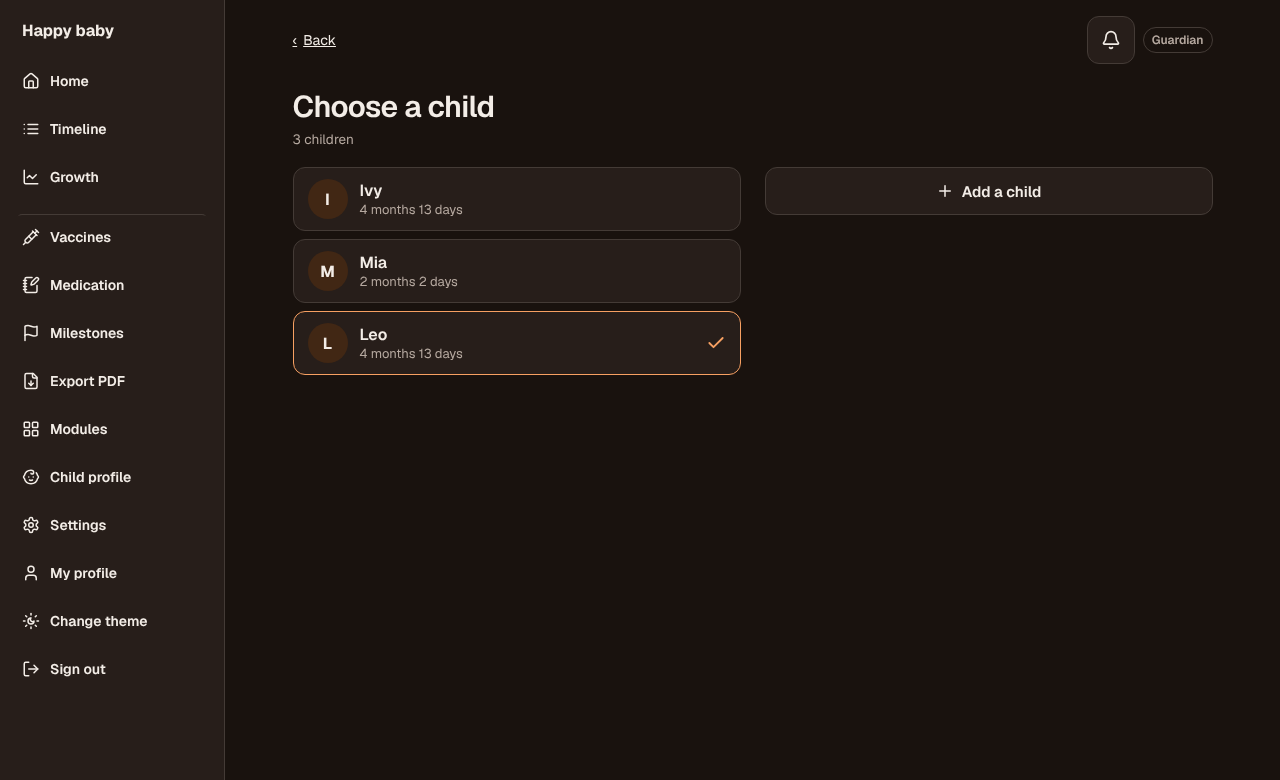 Happy baby
Home
Timeline
Growth
Vaccines
Medication
Milestones
Export PDF
Modules
Child profile
Settings
My profile
Change theme
Sign out
‹ Back
Guardian
Choose a child
3 children
I
Ivy
4 months 13 days
M
Mia
2 months 2 days
L
Leo
4 months 13 days
Add a child